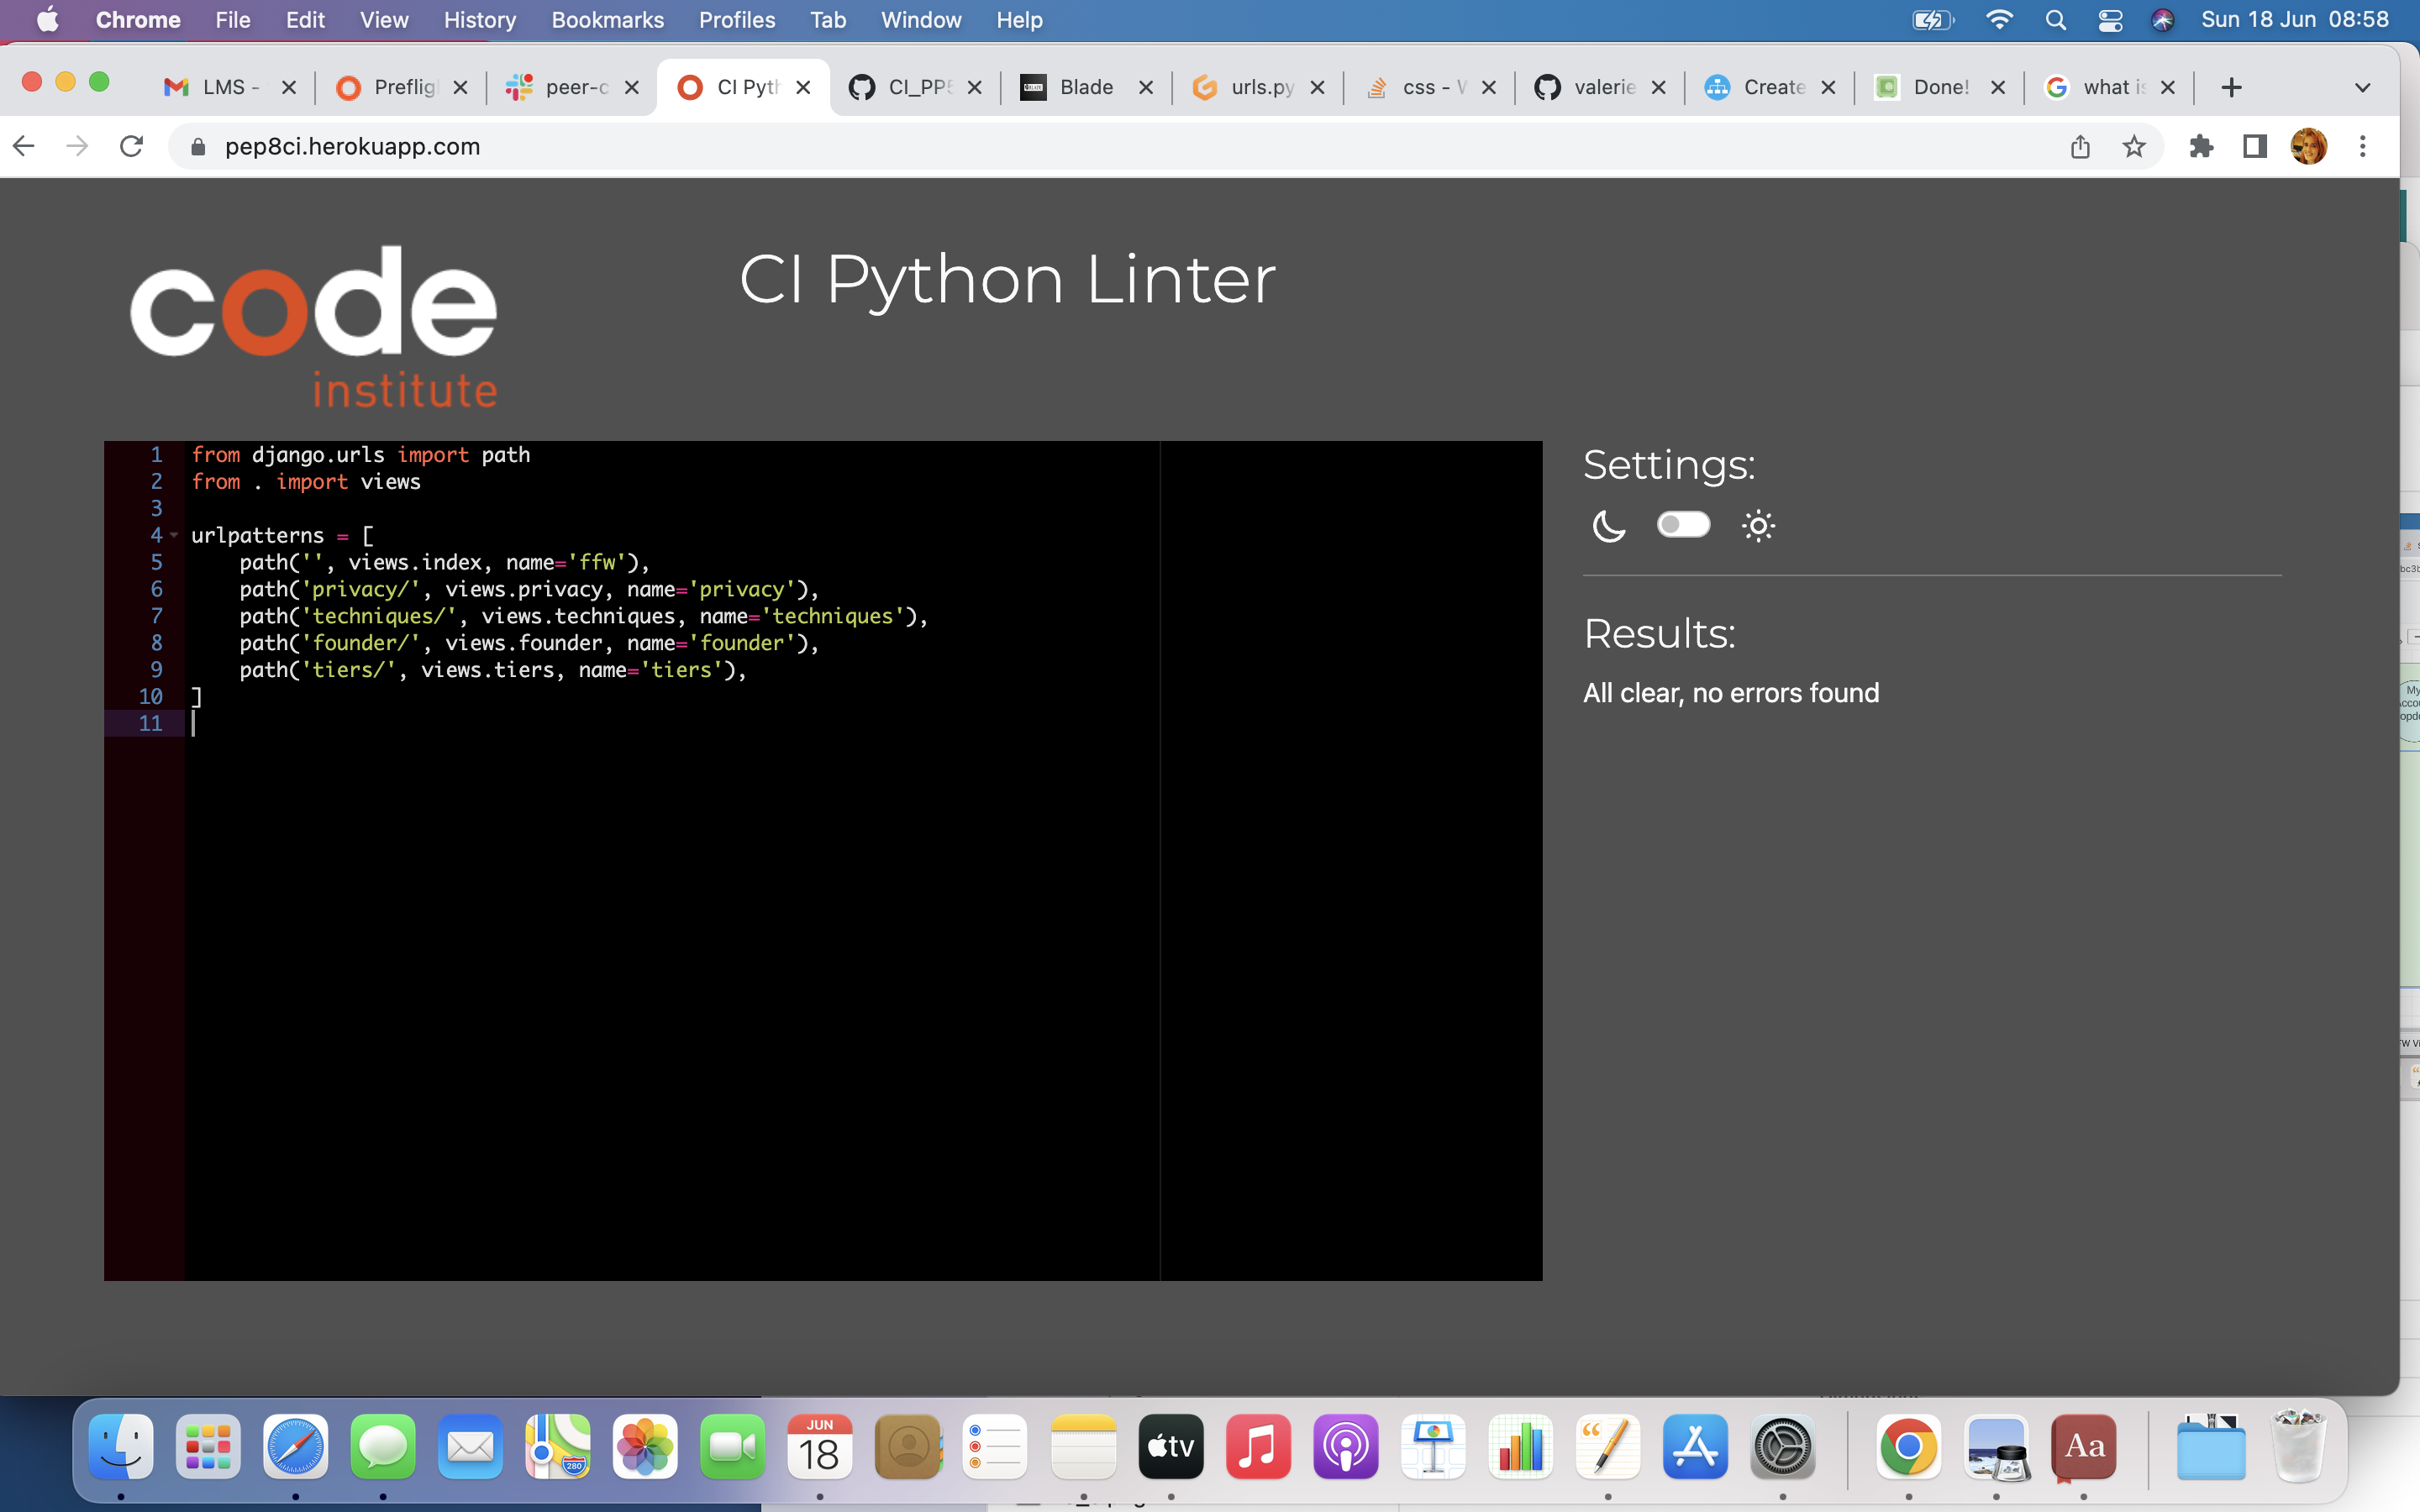 Chrome File Edit View History Bookmarks Profiles Tab Window Help Sun 18 Jun 08:58
LMS - Preflig peer-c CI Pyth CI_PP5 Blade urls.py css - W valerie Create Done! what is
pep8ci.herokuapp.com
code
institute
CI Python Linter
1 from django.urls import path
2 from . import views
3
4 urlpatterns = [
5 path('', views.index, name='ffw'),
6 path('privacy/', views.privacy, name='privacy'),
7 path('techniques/', views.techniques, name='techniques'),
8 path('founder/', views.founder, name='founder'),
9 path('tiers/', views.tiers, name='tiers'),
10 ]
11
Settings:
Results:
All clear, no errors found
My
JUN
18
280
tv
Aa